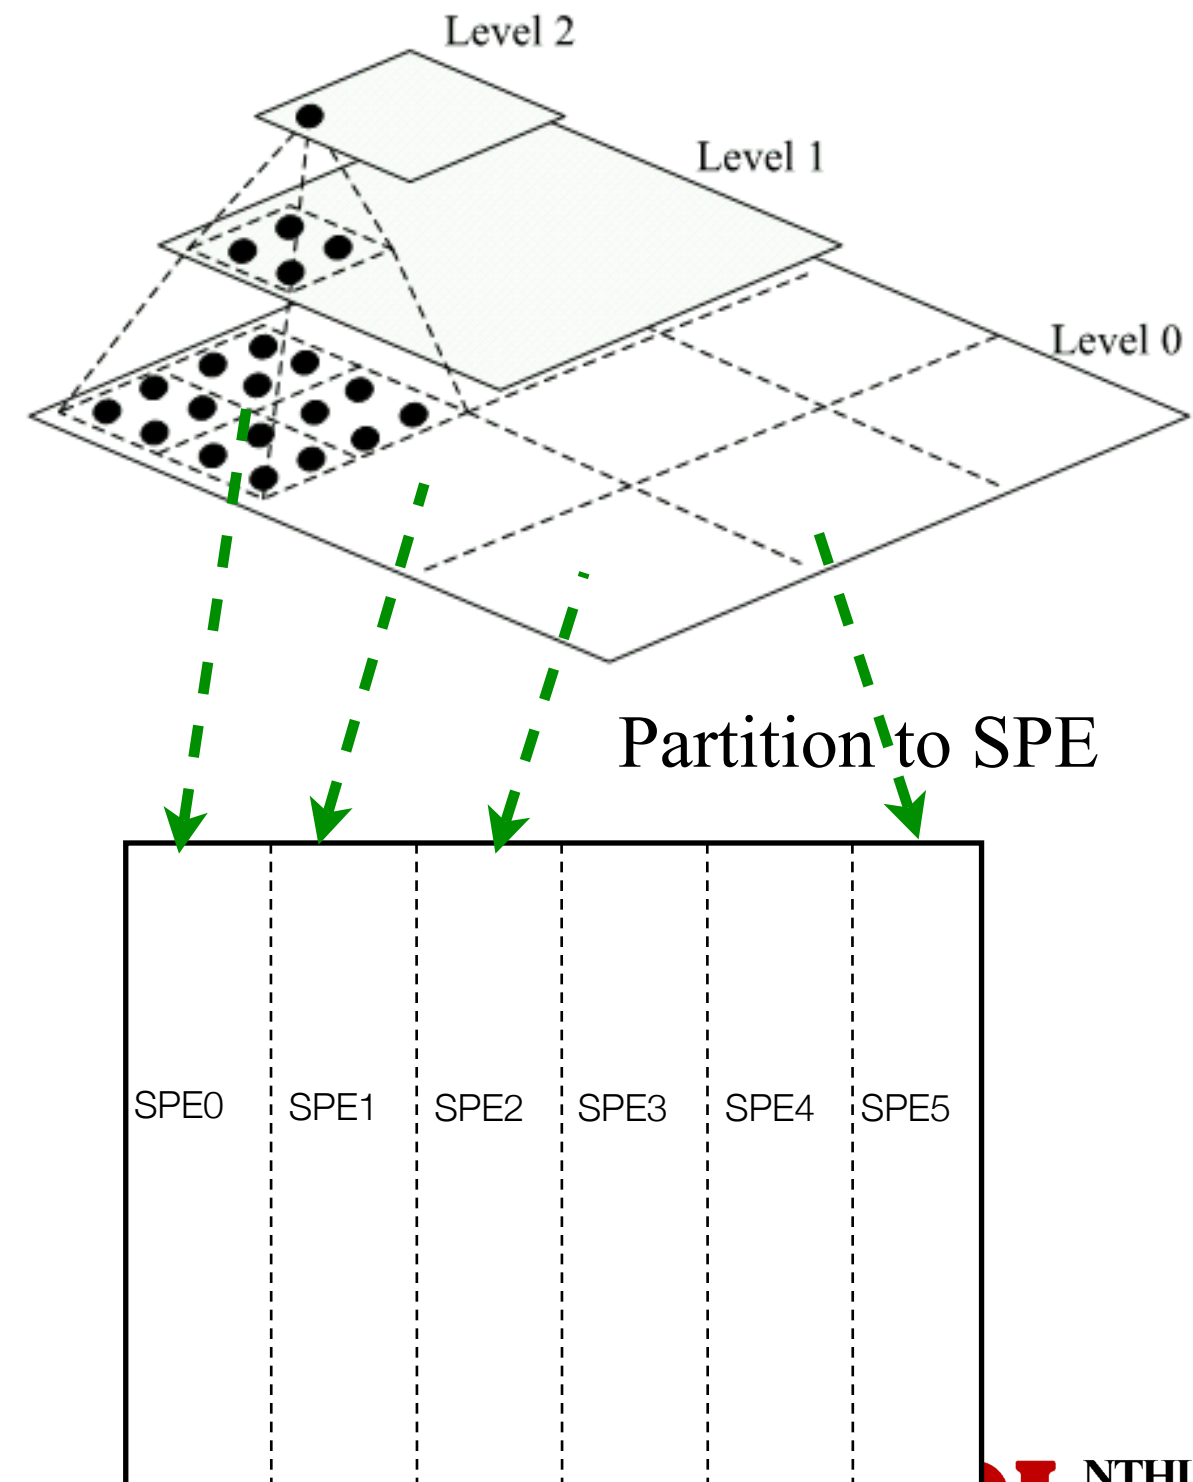 Level 2
Level 1
Level 0
Partition to SPE
SPE0 SPE1 SPE2 SPE3 SPE4 SPE5